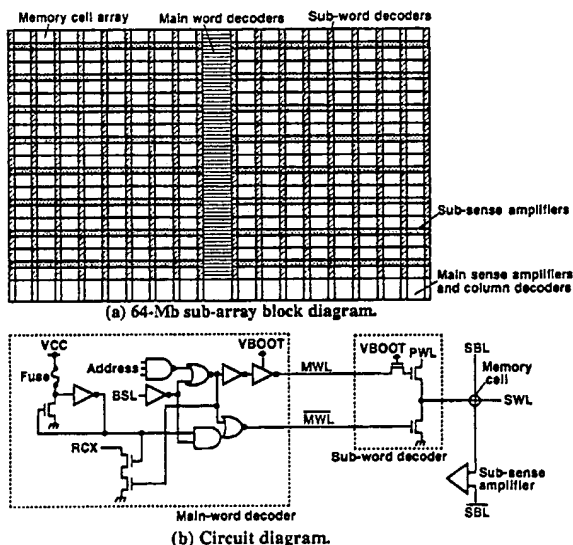 Memory cell array
Main word decoders
Sub-word decoders
Sub-sense amplifiers
Main sense amplifiers
and column decoders
(a) 64-Mb sub-array block diagram.
VCC
Fuse
Address
BSL
RCX
VBOOT
MWL
MWL
Main-word decoder
VBOOT
PWL
Sub-word decoder
SBL
Memory
cell
SWL
Sub-sense
amplifier
SBL
(b) Circuit diagram.